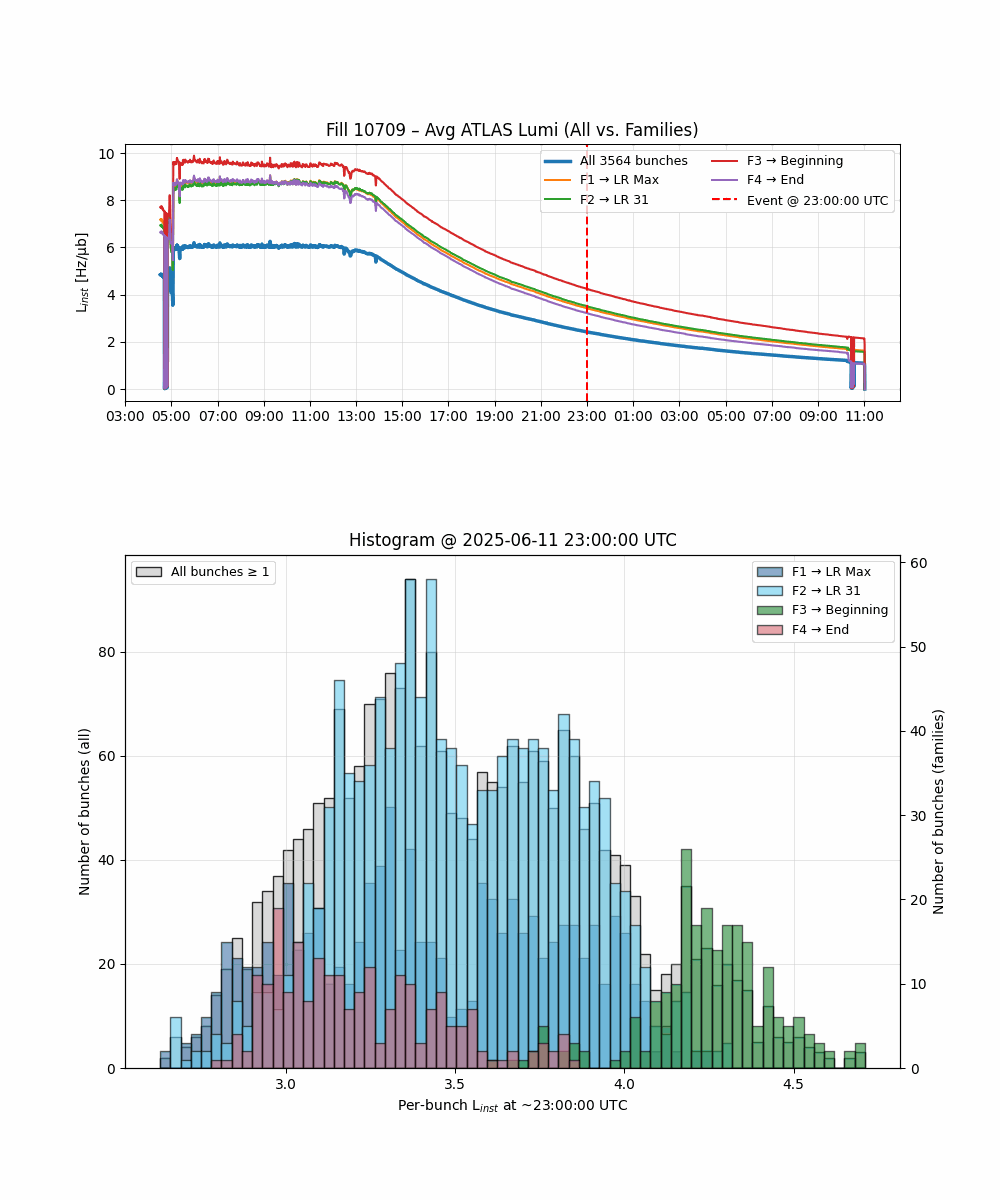 Fill 10709 – Avg ATLAS Lumi (All vs. Families)
10
8
6
4
2
0
L_inst [Hz/μb]
All 3564 bunches
F1 → LR Max
F2 → LR 31
F3 → Beginning
F4 → End
Event @ 23:00:00 UTC
03:00 05:00 07:00 09:00 11:00 13:00 15:00 17:00 19:00 21:00 23:00 01:00 03:00 05:00 07:00 09:00 11:00
Histogram @ 2025-06-11 23:00:00 UTC
All bunches ≥ 1
F1 → LR Max
F2 → LR 31
F3 → Beginning
F4 → End
80
60
40
20
0
Number of bunches (all)
60
50
40
30
20
10
0
Number of bunches (families)
3.0 3.5 4.0 4.5
Per-bunch L_inst at ~23:00:00 UTC